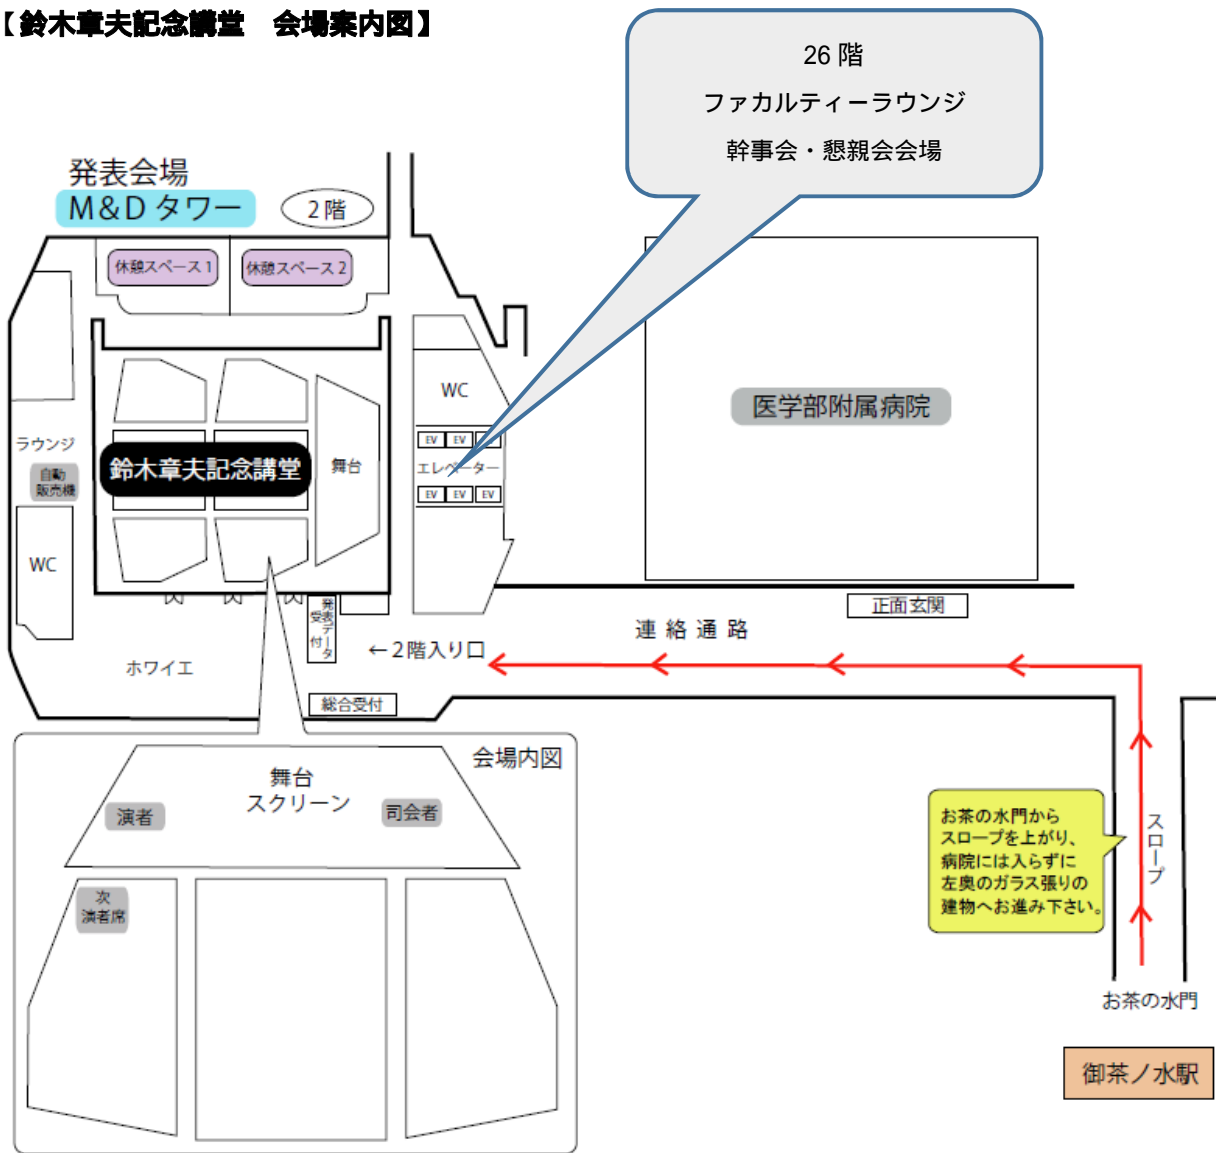 【鈴木章夫記念講堂　会場案内図】
26 階
ファカルティーラウンジ
幹事会・懇親会会場
発表会場
M&D タワー
2 階
休憩スペース 1
休憩スペース 2
WC
EV
EV
エレベーター
EV
EV
EV
医学部附属病院
ラウンジ
自動
販売機
鈴木章夫記念講堂
舞台
WC
正面玄関
連 絡 通 路
発表データ
受付
←2 階入り口
ホワイエ
総合受付
会場内図
舞台
スクリーン
演者
司会者
次
演者席
お茶の水門から
スロープを上がり、
病院には入らずに
左奥のガラス張りの
建物へお進み下さい。
スロープ
お茶の水門
御茶ノ水駅